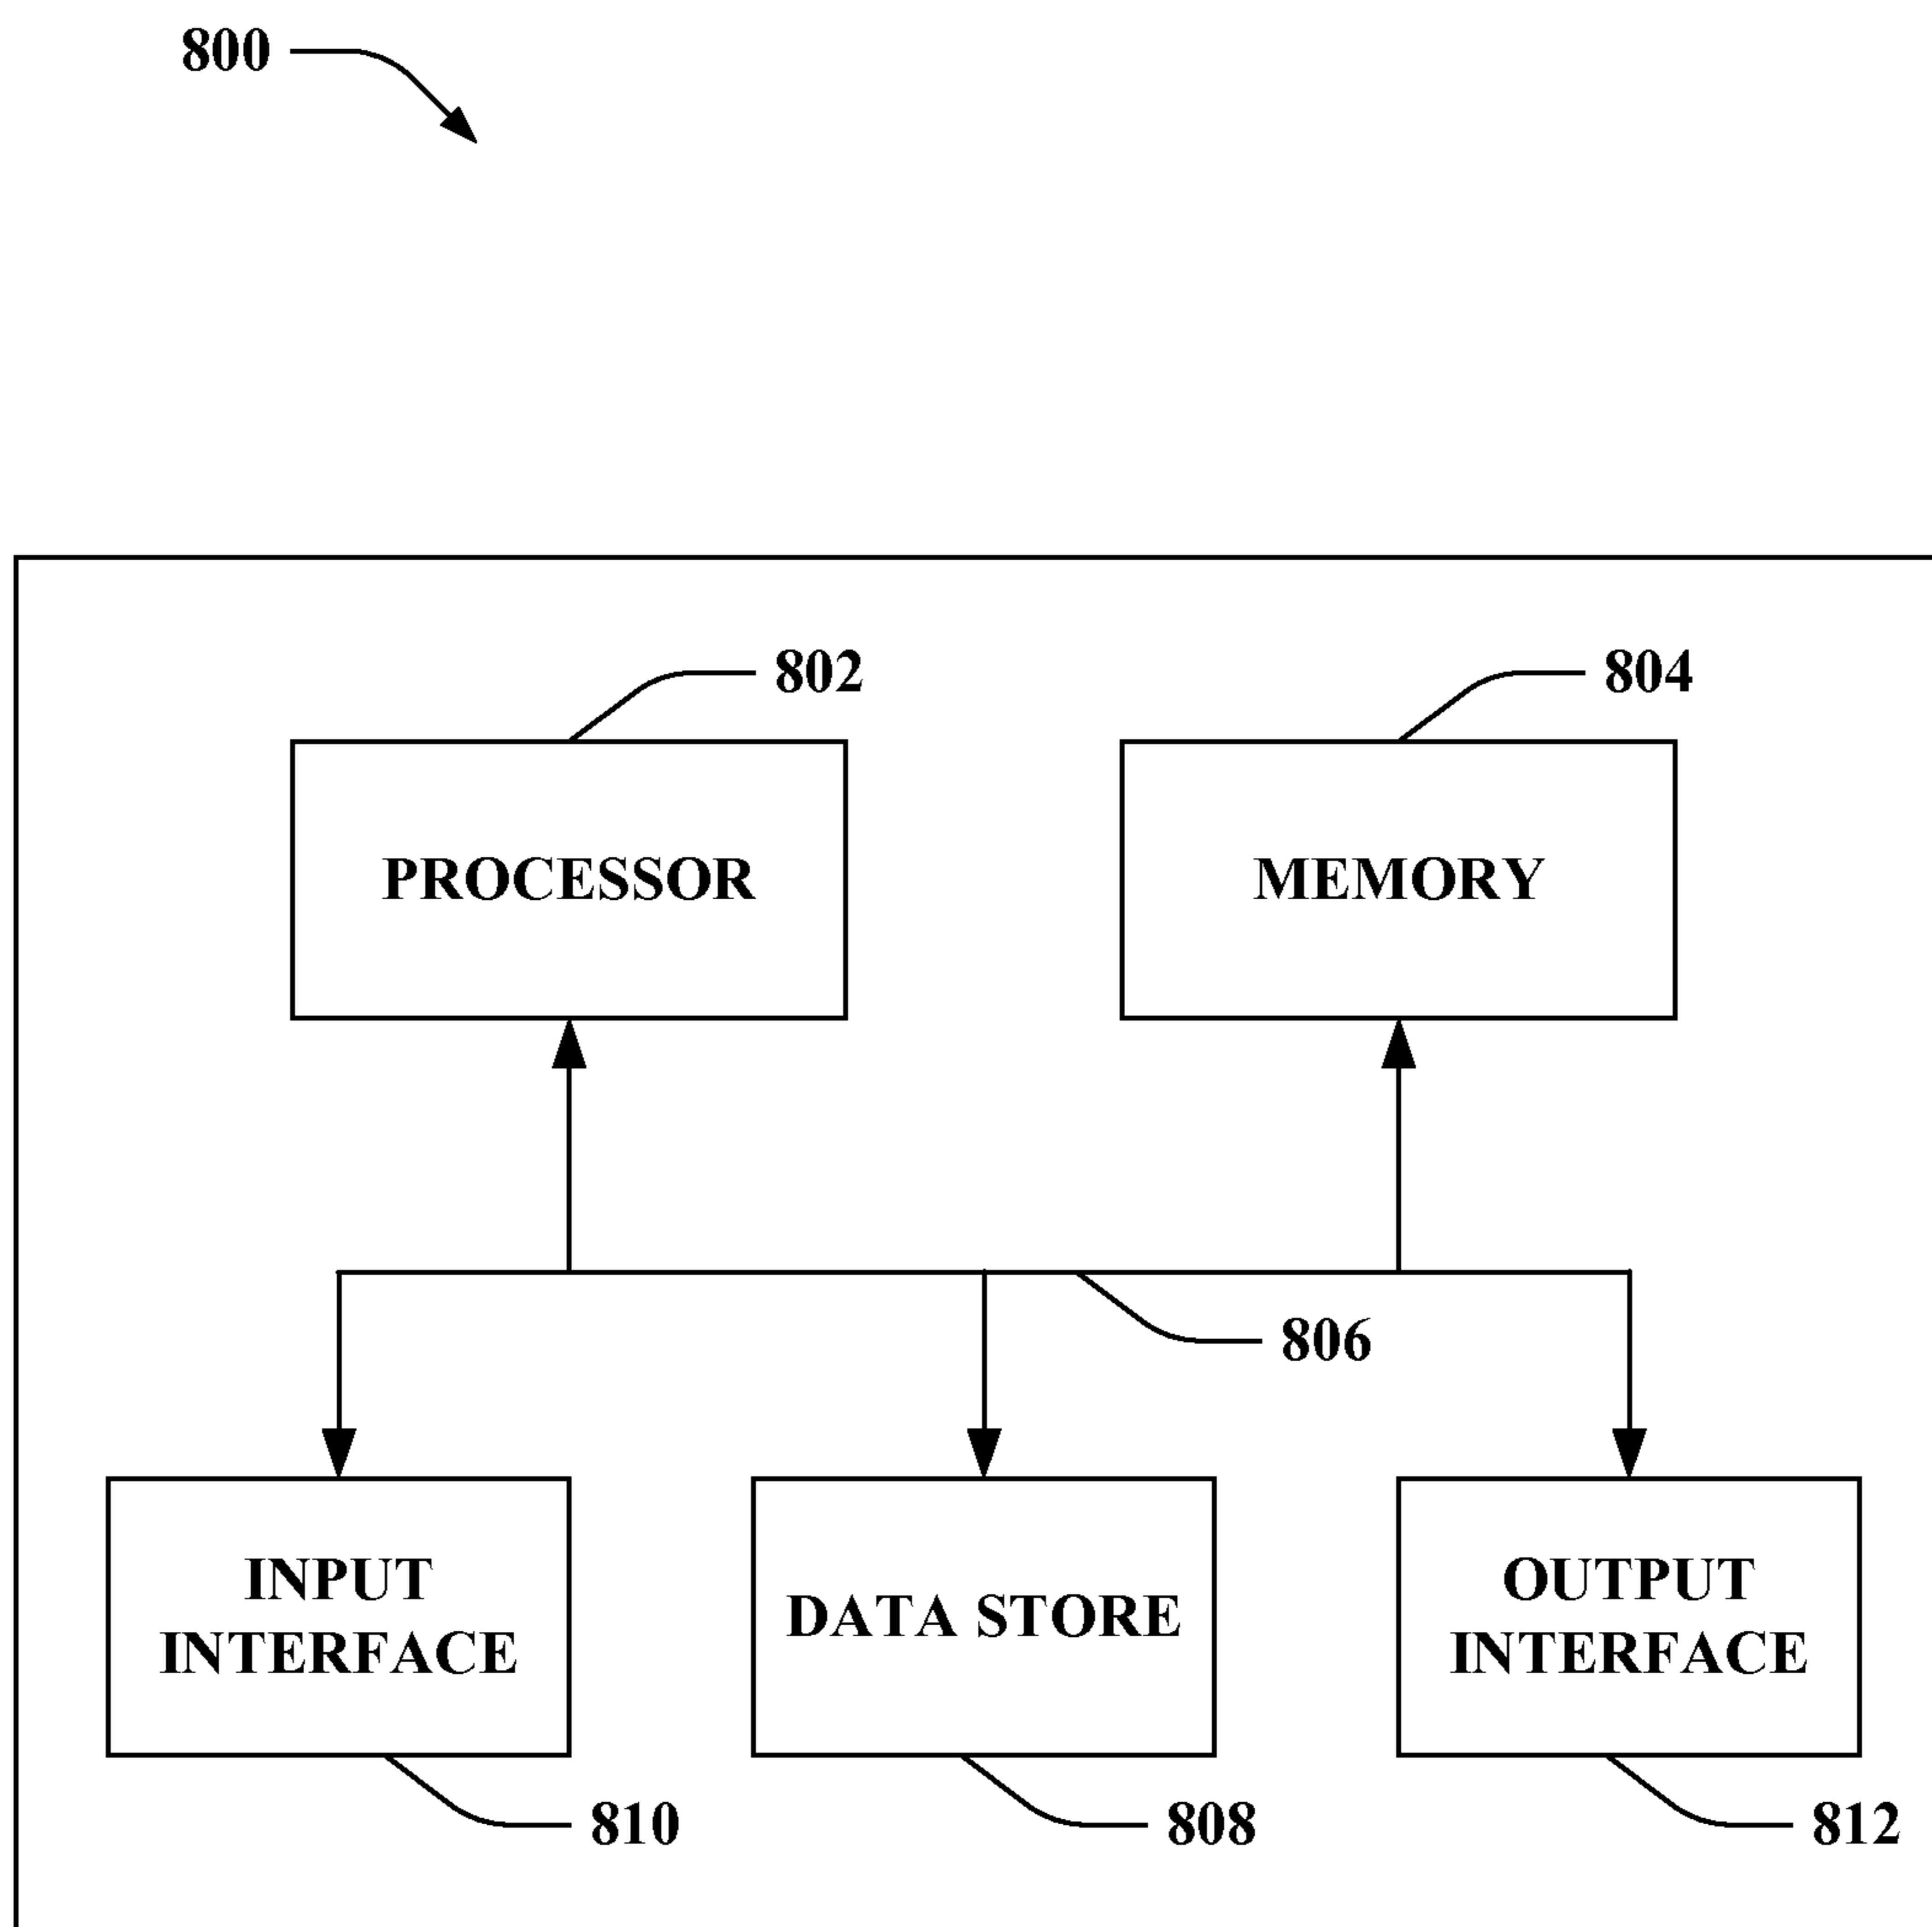 800
802
804
PROCESSOR
MEMORY
806
INPUT
INTERFACE
DATA STORE
OUTPUT
INTERFACE
810
808
812